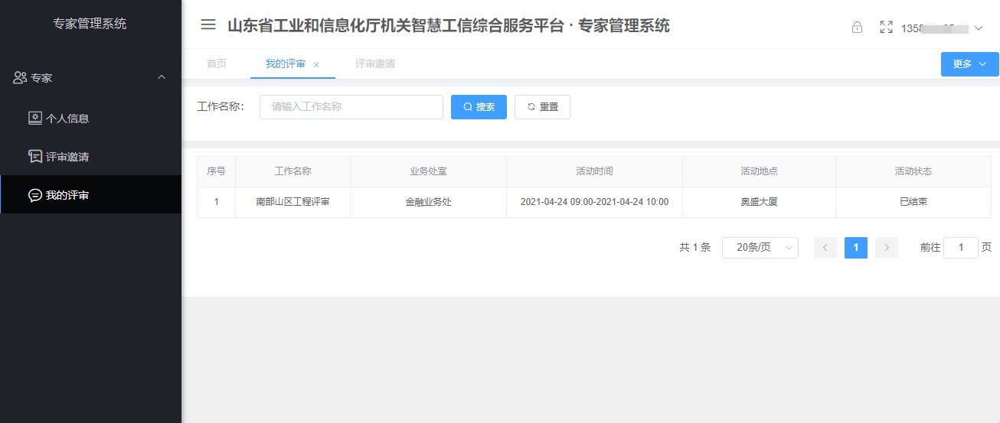 专家管理系统
山东省工业和信息化厅机关智慧工信综合服务平台 · 专家管理系统
专家
个人信息
评审邀请
我的评审
首页 我的评审 × 评审邀请 更多
工作名称： 请输入工作名称 搜索 重置
序号 工作名称 业务处室 活动时间 活动地点 活动状态
1 南部山区工程评审 金融业务处 2021-04-24 09:00-2021-04-24 10:00 奥盛大厦 已结束
共 1 条 20条/页 1 前往 1 页